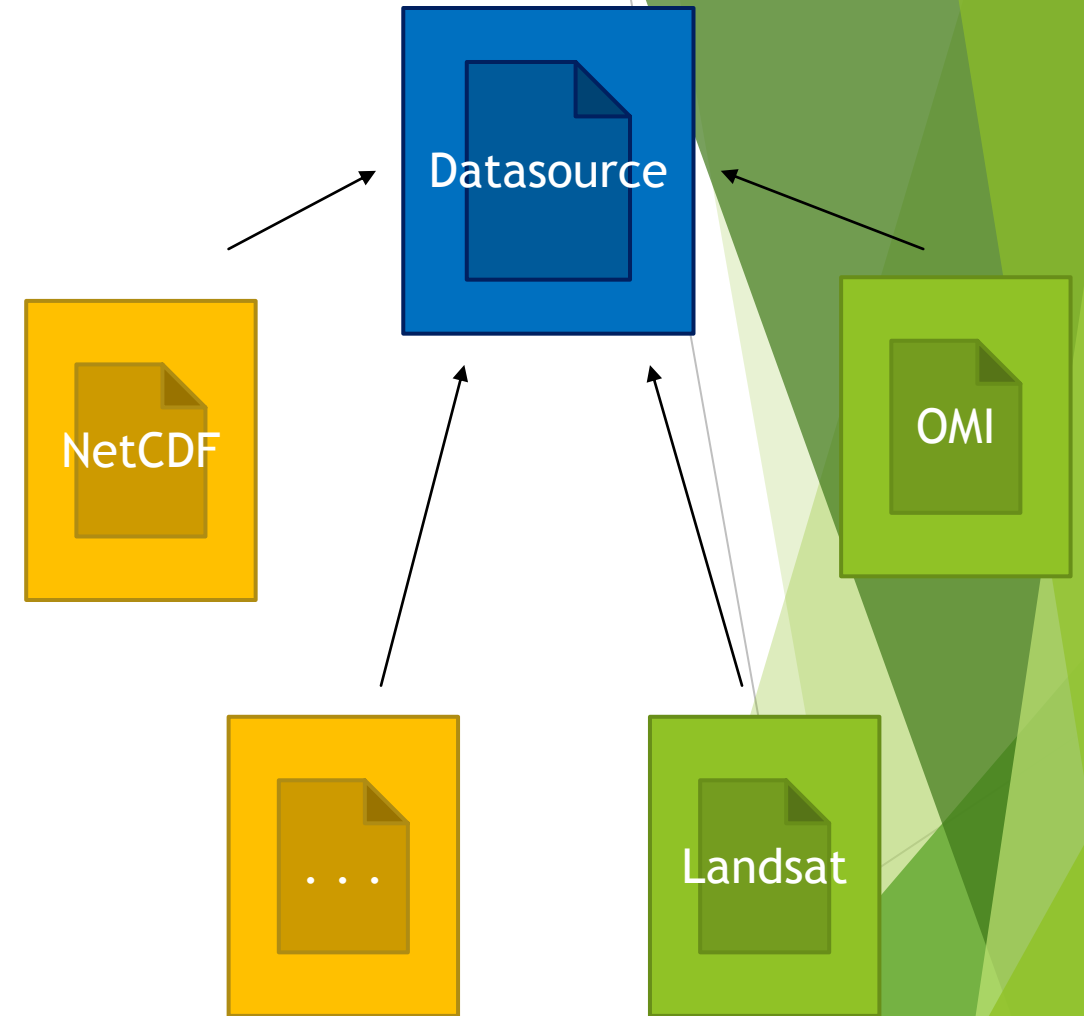 Datasource
NetCDF
OMI
. . .
Landsat